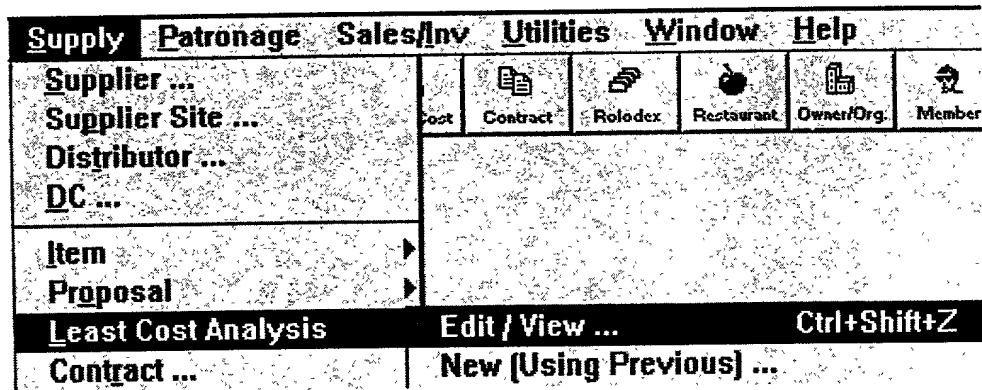 Supply Patronage Sales/Inv Utilities Window Help
Supplier ...
Supplier Site ...
Distributor ...
DC ...
Cost Contract Rolodex Restaurant Owner/Org. Member
Item
Proposal
Least Cost Analysis Edit / View ... Ctrl+Shift+Z
Contract ... New (Using Previous) ...